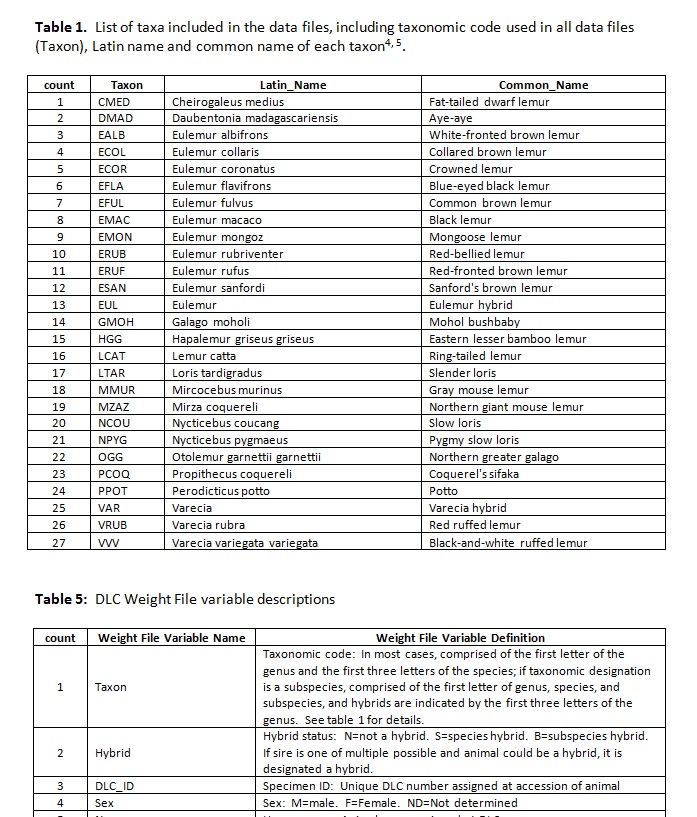 Table 1. List of taxa included in the data files, including taxonomic code used in all data files
(Taxon), Latin name and common name of each taxon4, 5.
count Taxon Latin_Name Common_Name
1 CMED Cheirogaleus medius Fat-tailed dwarf lemur
2 DMAD Daubentonia madagascariensis Aye-aye
3 EALB Eulemur albifrons White-fronted brown lemur
4 ECOL Eulemur collaris Collared brown lemur
5 ECOR Eulemur coronatus Crowned lemur
6 EFLA Eulemur flavifrons Blue-eyed black lemur
7 EFUL Eulemur fulvus Common brown lemur
8 EMAC Eulemur macaco Black lemur
9 EMON Eulemur mongoz Mongoose lemur
10 ERUB Eulemur rubriventer Red-bellied lemur
11 ERUF Eulemur rufus Red-fronted brown lemur
12 ESAN Eulemur sanfordi Sanford's brown lemur
13 EUL Eulemur Eulemur hybrid
14 GMOH Galago moholi Mohol bushbaby
15 HGG Hapalemur griseus griseus Eastern lesser bamboo lemur
16 LCAT Lemur catta Ring-tailed lemur
17 LTAR Loris tardigradus Slender loris
18 MMUR Mircocebus murinus Gray mouse lemur
19 MZAZ Mirza coquereli Northern giant mouse lemur
20 NCOU Nycticebus coucang Slow loris
21 NPYG Nycticebus pygmaeus Pygmy slow loris
22 OGG Otolemur garnettii garnettii Northern greater galago
23 PCOQ Propithecus coquereli Coquerel's sifaka
24 PPOT Perodicticus potto Potto
25 VAR Varecia Varecia hybrid
26 VRUB Varecia rubra Red ruffed lemur
27 VVV Varecia variegata variegata Black-and-white ruffed lemur
Table 5: DLC Weight File variable descriptions
count Weight File Variable Name Weight File Variable Definition
Taxonomic code: In most cases, comprised of the first letter of the
genus and the first three letters of the species; if taxonomic designation
1 Taxon is a subspecies, comprised of the first letter of genus, species, and
subspecies, and hybrids are indicated by the first three letters of the
genus. See table 1 for details.
Hybrid status: N=not a hybrid. S=species hybrid. B=subspecies hybrid.
2 Hybrid If sire is one of multiple possible and animal could be a hybrid, it is
designated a hybrid.
3 DLC_ID Specimen ID: Unique DLC number assigned at accession of animal
4 Sex Sex: M=male. F=Female. ND=Not determined